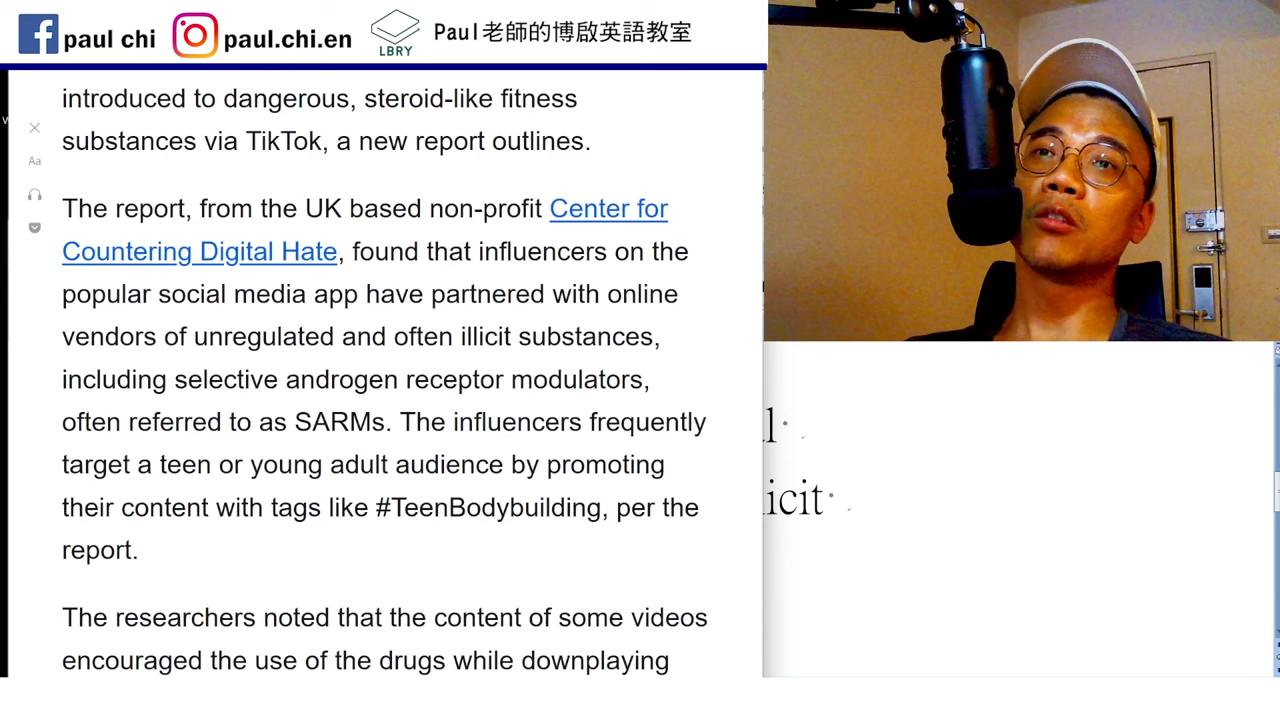 paul chi
paul.chi.en
LBRY
Paul老師的博啟英語教室
introduced to dangerous, steroid-like fitness
substances via TikTok, a new report outlines.
Aa
The report, from the UK based non-profit Center for
Countering Digital Hate, found that influencers on the
popular social media app have partnered with online
vendors of unregulated and often illicit substances,
including selective androgen receptor modulators,
often referred to as SARMs. The influencers frequently
target a teen or young adult audience by promoting
their content with tags like #TeenBodybuilding, per the
report.
The researchers noted that the content of some videos
encouraged the use of the drugs while downplaying
l
icit